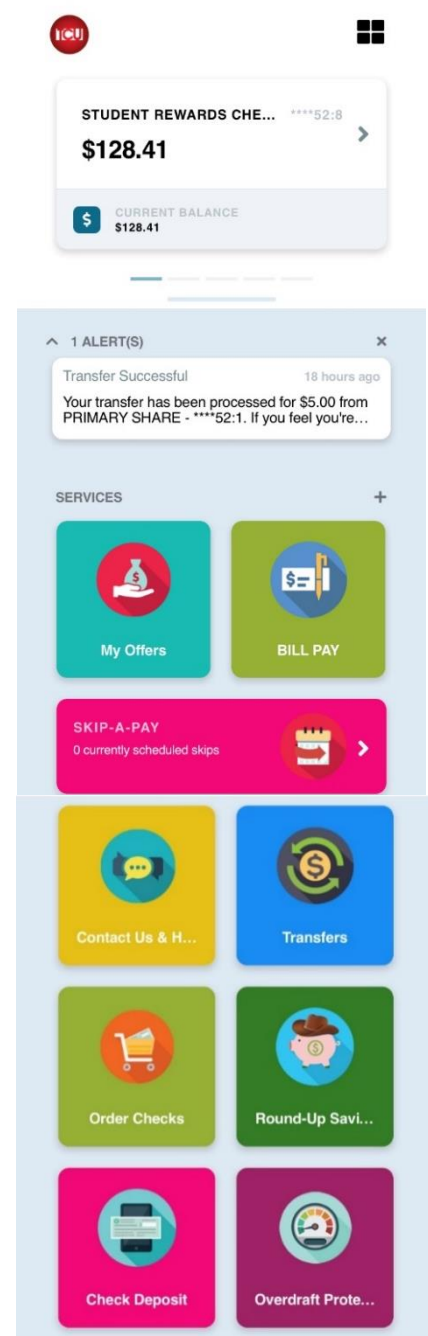 TCU
STUDENT REWARDS CHE... ****52:8
$128.41
$
CURRENT BALANCE
$128.41
1 ALERT(S) ×
Transfer Successful 18 hours ago
Your transfer has been processed for $5.00 from
PRIMARY SHARE - ****52:1. If you feel you're...
SERVICES +
$
My Offers
$=
BILL PAY
SKIP-A-PAY
0 currently scheduled skips
Contact Us & H...
$
Transfers
Order Checks
$
Round-Up Savi...
Check Deposit
Overdraft Prote...